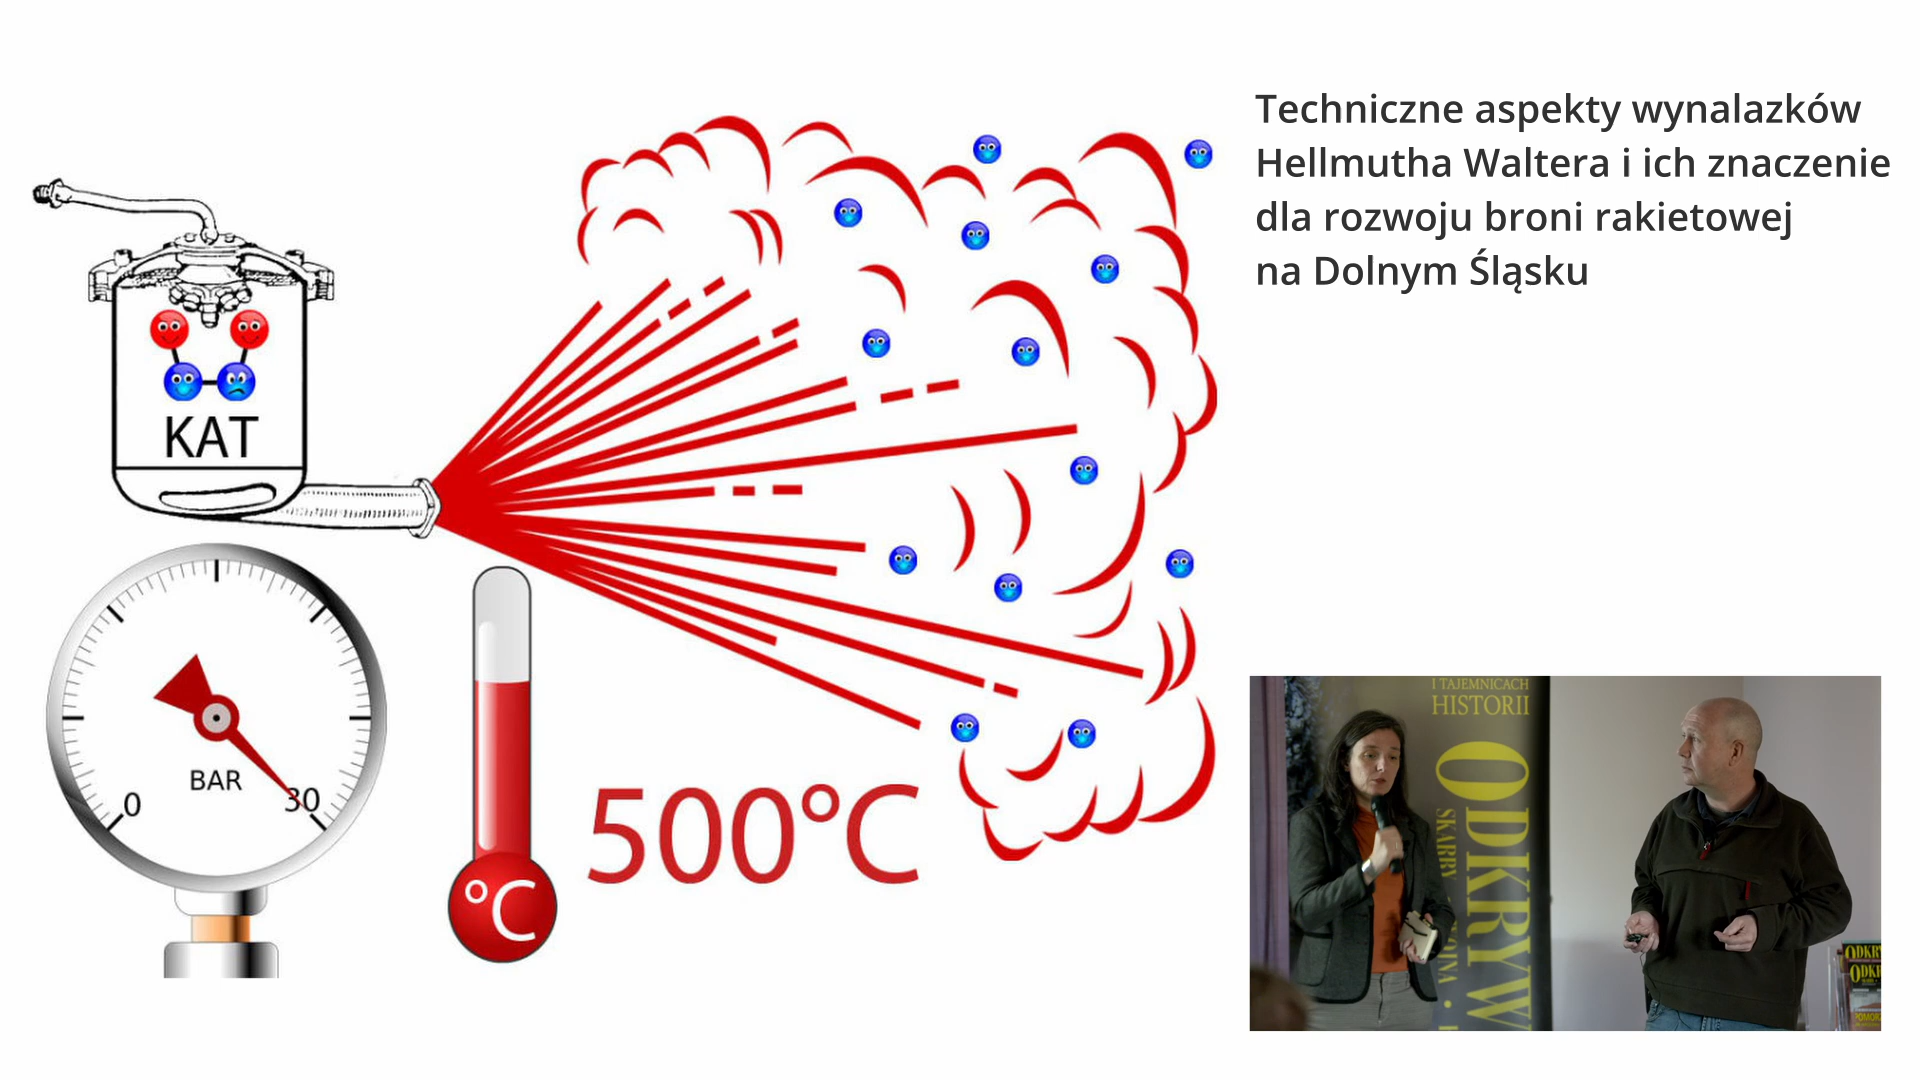 Techniczne aspekty wynalazków
Hellmutha Waltera i ich znaczenie
dla rozwoju broni rakietowej
na Dolnym Śląsku
KAT
BAR
0
30
°C
500°C
I TAJEMNICACH
HISTORII
ODKRYW
SKARBY
WOJNA